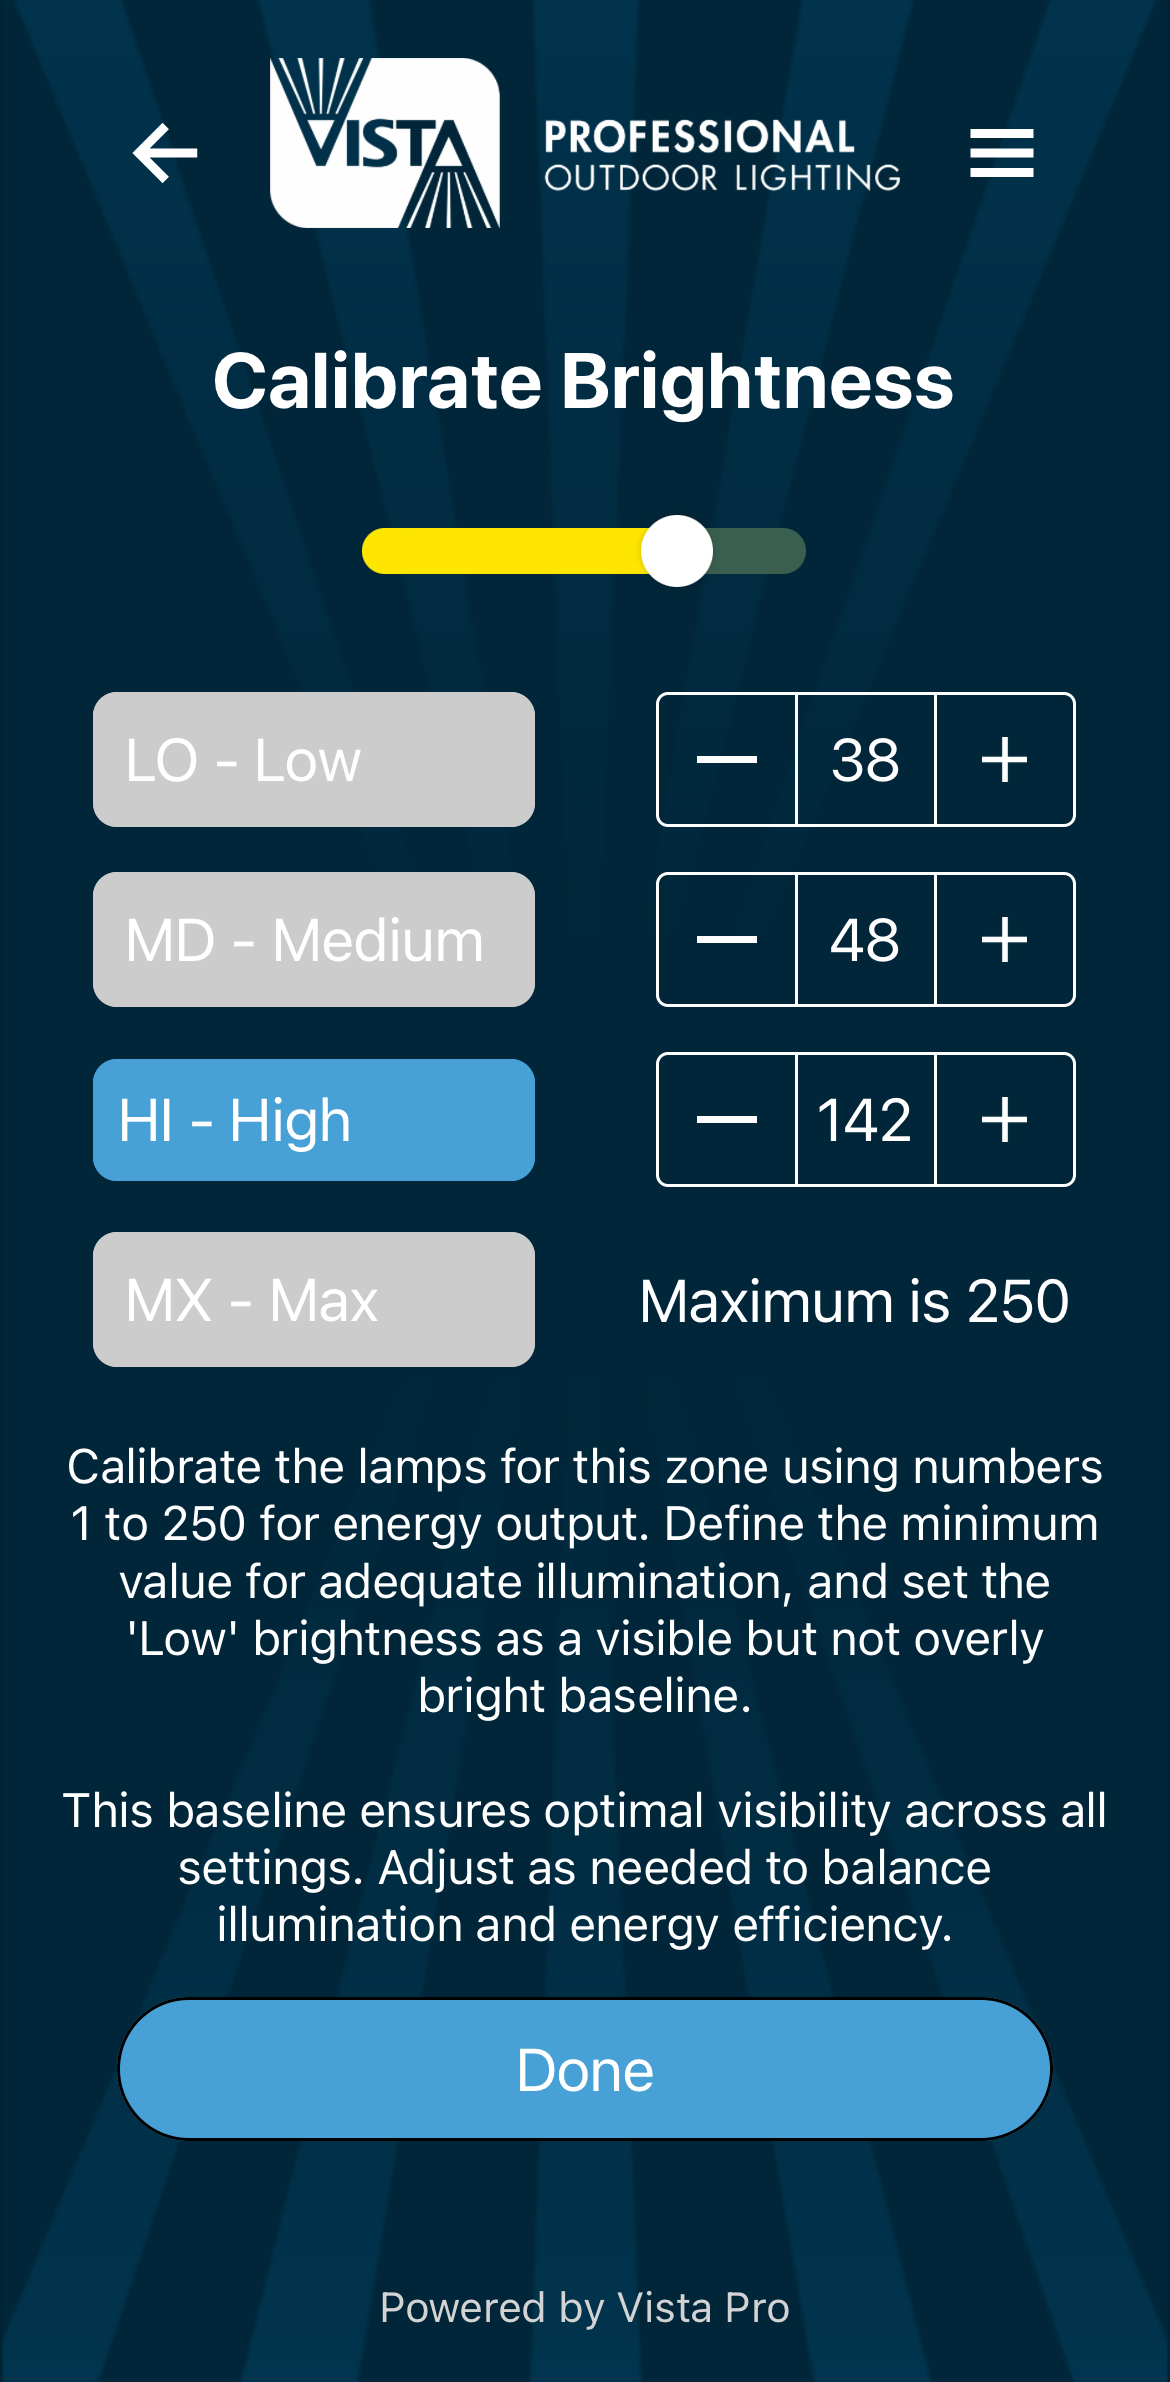 VISTA
PROFESSIONAL
OUTDOOR LIGHTING
Calibrate Brightness
LO - Low
38
MD - Medium
48
HI - High
142
MX - Max
Maximum is 250
Calibrate the lamps for this zone using numbers
1 to 250 for energy output. Define the minimum
value for adequate illumination, and set the
'Low' brightness as a visible but not overly
bright baseline.
This baseline ensures optimal visibility across all
settings. Adjust as needed to balance
illumination and energy efficiency.
Done
Powered by Vista Pro